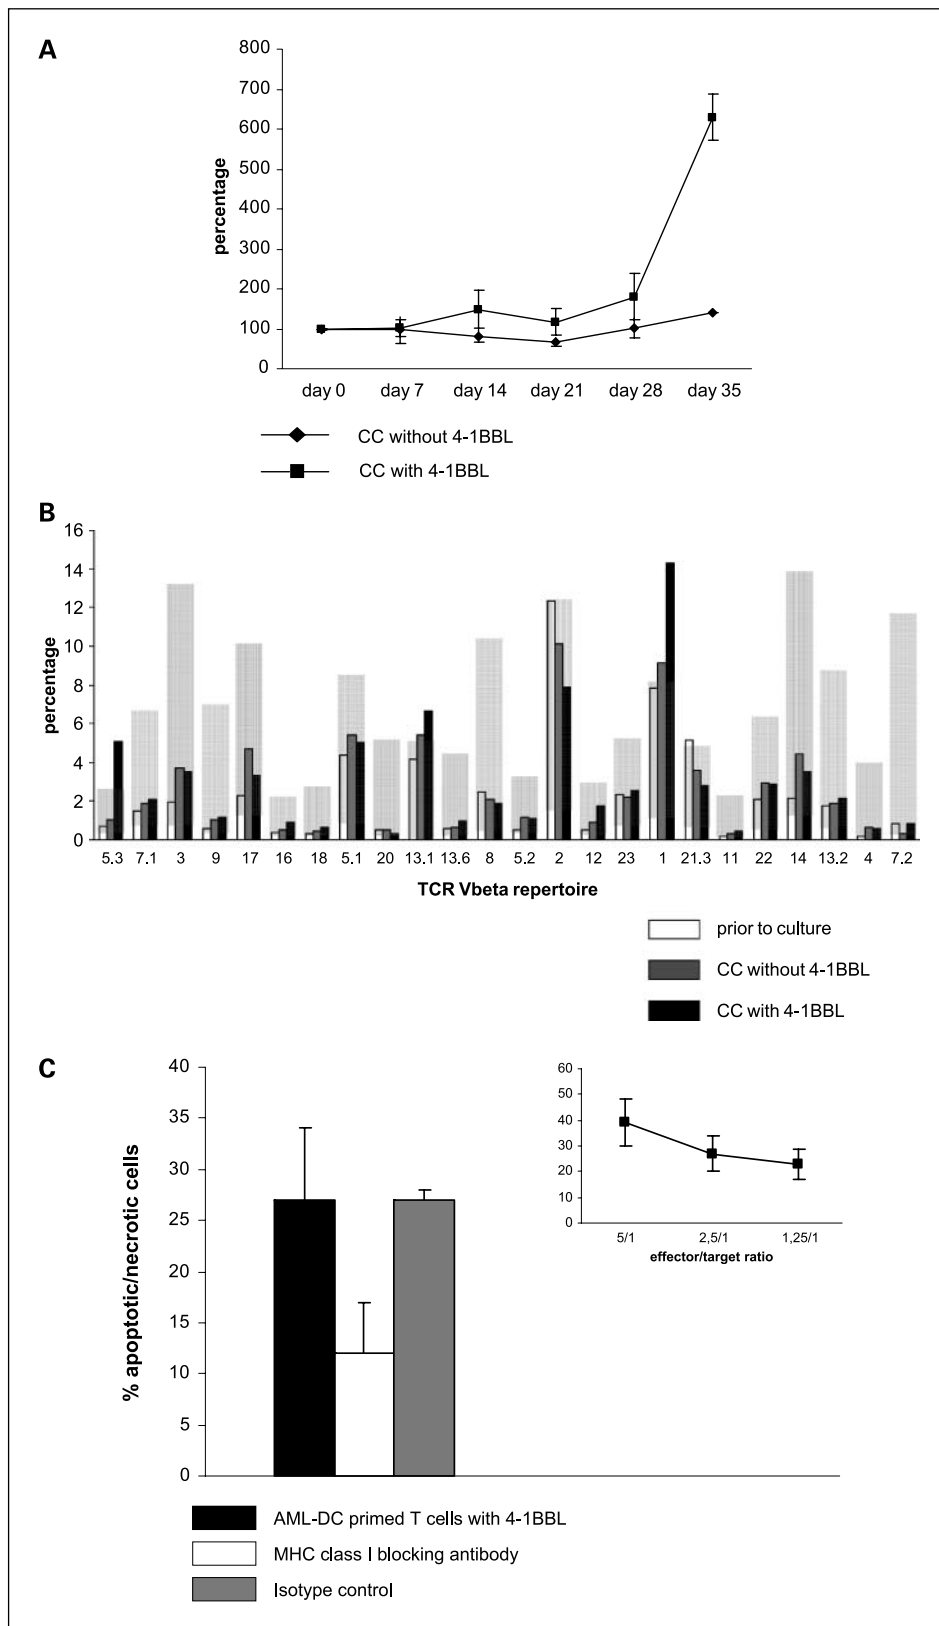 A
800
700
600
500
400
300
200
100
0
percentage
day 0 day 7 day 14 day 21 day 28 day 35
CC without 4-1BBL
CC with 4-1BBL
B
16
14
12
10
8
6
4
2
0
percentage
5.3 7.1 3 9 17 16 18 5.1 20 13.1 13.6 8 5.2 2 12 23 1 21.3 11 22 14 13.2 4 7.2
TCR Vbeta repertoire
prior to culture
CC without 4-1BBL
CC with 4-1BBL
C
40
35
30
25
20
15
10
5
0
% apoptotic/necrotic cells
60
50
40
30
20
10
0
5/1 2,5/1 1,25/1
effector/target ratio
AML-DC primed T cells with 4-1BBL
MHC class I blocking antibody
Isotype control